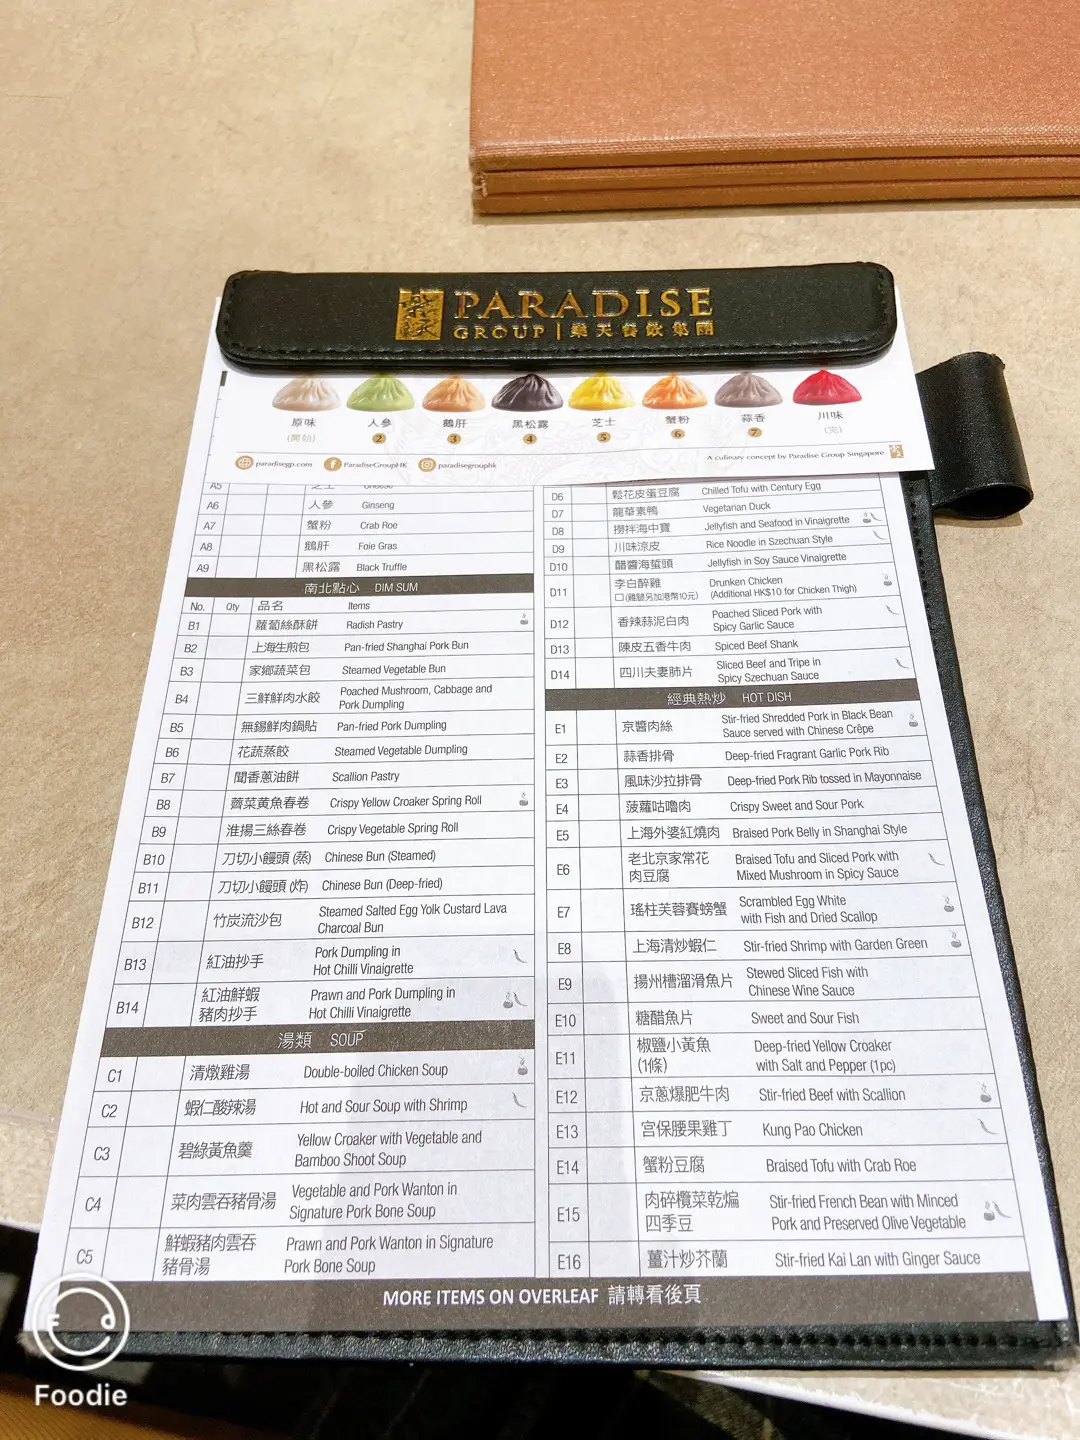 PARADISE
GROUP | 樂天餐飲集團
原味 人參 鵝肝 黑松露 芝士 蟹粉 蒜香 川味
(開始) 2 3 4 5 6 7 (完)
paradisegp.com ParadiseGroupHK paradisegrouphk A culinary concept by Paradise Group Singapore
A5 芝士 Cheese
A6 人參 Ginseng
A7 蟹粉 Crab Roe
A8 鵝肝 Foie Gras
A9 黑松露 Black Truffle
南北點心 DIM SUM
No. Qty 品名 Items
B1 蘿蔔絲酥餅 Radish Pastry
B2 上海生煎包 Pan-fried Shanghai Pork Bun
B3 家鄉蔬菜包 Steamed Vegetable Bun
B4 三鮮鮮肉水餃 Poached Mushroom, Cabbage and
Pork Dumpling
B5 無錫鮮肉鍋貼 Pan-fried Pork Dumpling
B6 花蔬蒸餃 Steamed Vegetable Dumpling
B7 聞香蔥油餅 Scallion Pastry
B8 薺菜黃魚春卷 Crispy Yellow Croaker Spring Roll
B9 淮揚三絲春卷 Crispy Vegetable Spring Roll
B10 刀切小饅頭 (蒸) Chinese Bun (Steamed)
B11 刀切小饅頭 (炸) Chinese Bun (Deep-fried)
B12 竹炭流沙包 Steamed Salted Egg Yolk Custard Lava
Charcoal Bun
B13 紅油抄手 Pork Dumpling in
Hot Chilli Vinaigrette
B14 紅油鮮蝦 Prawn and Pork Dumpling in
豬肉抄手 Hot Chilli Vinaigrette
湯類 SOUP
C1 清燉雞湯 Double-boiled Chicken Soup
C2 蝦仁酸辣湯 Hot and Sour Soup with Shrimp
C3 碧綠黃魚羹 Yellow Croaker with Vegetable and
Bamboo Shoot Soup
C4 菜肉雲吞豬骨湯 Vegetable and Pork Wanton in
Signature Pork Bone Soup
C5 鮮蝦豬肉雲吞 Prawn and Pork Wanton in Signature
豬骨湯 Pork Bone Soup
D6 鬆花皮蛋豆腐 Chilled Tofu with Century Egg
D7 龍華素鴨 Vegetarian Duck
D8 撈拌海中寶 Jellyfish and Seafood in Vinaigrette
D9 川味涼皮 Rice Noodle in Szechuan Style
D10 醋醬海蜇頭 Jellyfish in Soy Sauce Vinaigrette
D11 李白醉雞 Drunken Chicken
(雞髀另加港幣10元) (Additional HK$10 for Chicken Thigh)
D12 香辣蒜泥白肉 Poached Sliced Pork with
Spicy Garlic Sauce
D13 陳皮五香牛肉 Spiced Beef Shank
D14 四川夫妻肺片 Sliced Beef and Tripe in
Spicy Szechuan Sauce
經典熱炒 HOT DISH
E1 京醬肉絲 Stir-fried Shredded Pork in Black Bean
Sauce served with Chinese Crêpe
E2 蒜香排骨 Deep-fried Fragrant Garlic Pork Rib
E3 風味沙拉排骨 Deep-fried Pork Rib tossed in Mayonnaise
E4 菠蘿咕嚕肉 Crispy Sweet and Sour Pork
E5 上海外婆紅燒肉 Braised Pork Belly in Shanghai Style
E6 老北京家常花 Braised Tofu and Sliced Pork with
肉豆腐 Mixed Mushroom in Spicy Sauce
E7 瑤柱芙蓉賽螃蟹 Scrambled Egg White
with Fish and Dried Scallop
E8 上海清炒蝦仁 Stir-fried Shrimp with Garden Green
E9 揚州槽溜滑魚片 Stewed Sliced Fish with
Chinese Wine Sauce
E10 糖醋魚片 Sweet and Sour Fish
E11 椒鹽小黃魚 Deep-fried Yellow Croaker
(1條) with Salt and Pepper (1pc)
E12 京蔥爆肥牛肉 Stir-fried Beef with Scallion
E13 宮保腰果雞丁 Kung Pao Chicken
E14 蟹粉豆腐 Braised Tofu with Crab Roe
E15 肉碎欖菜乾煸 Stir-fried French Bean with Minced
四季豆 Pork and Preserved Olive Vegetable
E16 薑汁炒芥蘭 Stir-fried Kai Lan with Ginger Sauce
MORE ITEMS ON OVERLEAF 請轉看後頁
Foodie